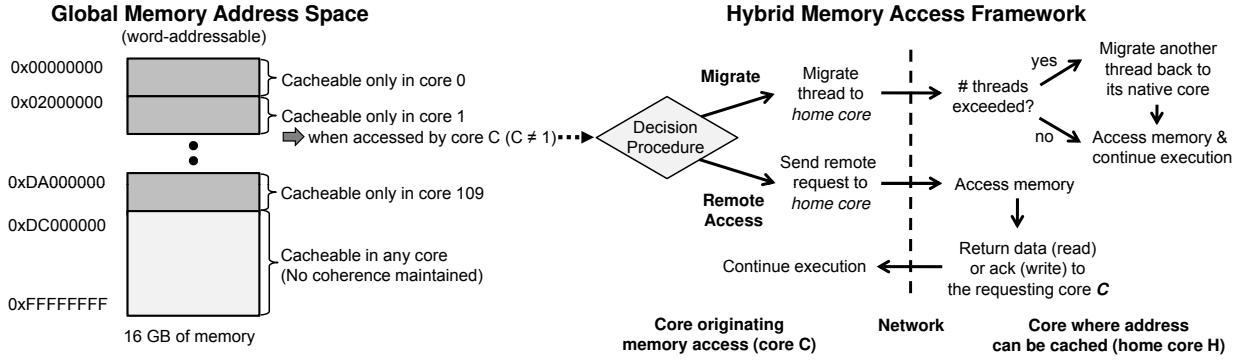 Global Memory Address Space
(word-addressable)
0x00000000
Cacheable only in core 0
0x02000000
Cacheable only in core 1
when accessed by core C (C ≠ 1)
0xDA000000
Cacheable only in core 109
0xDC000000
Cacheable in any core
(No coherence maintained)
0xFFFFFFFF
16 GB of memory
Hybrid Memory Access Framework
Decision
Procedure
Migrate
Migrate
thread to
home core
# threads
exceeded?
yes
Migrate another
thread back to
its native core
no
Access memory &
continue execution
Remote
Access
Send remote
request to
home core
Access memory
Return data (read)
or ack (write) to
the requesting core C
Continue execution
Core originating
memory access (core C)
Network
Core where address
can be cached (home core H)